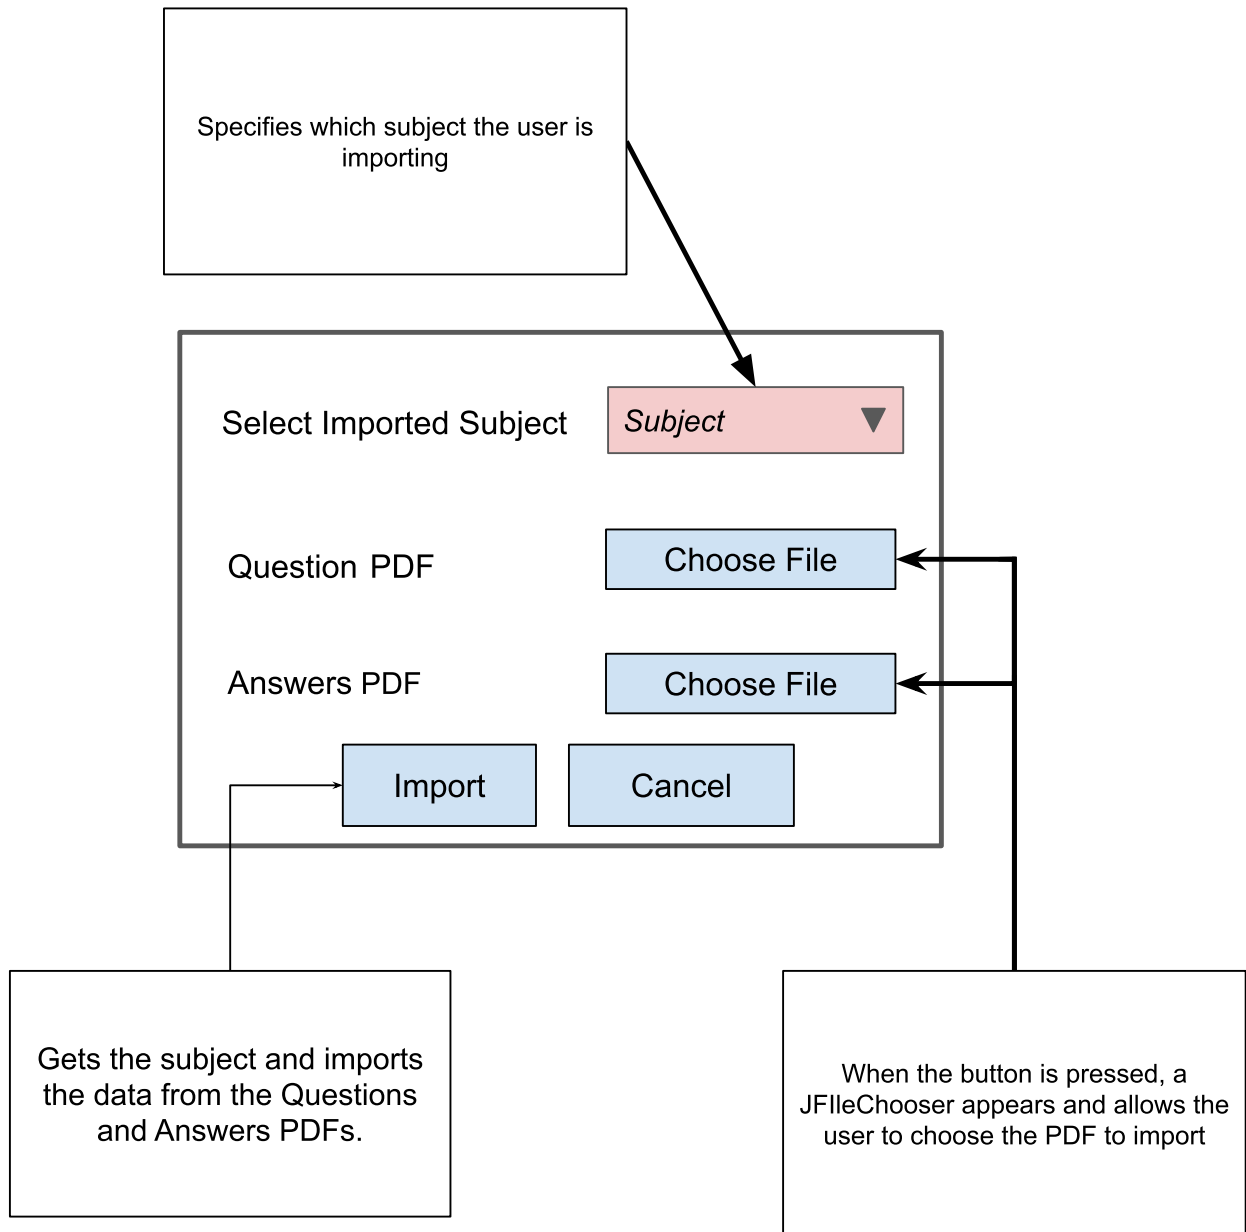 Specifies which subject the user is
importing
Select Imported Subject
Subject
Question PDF
Choose File
Answers PDF
Choose File
Import
Cancel
Gets the subject and imports
the data from the Questions
and Answers PDFs.
When the button is pressed, a
JFIleChooser appears and allows the
user to choose the PDF to import